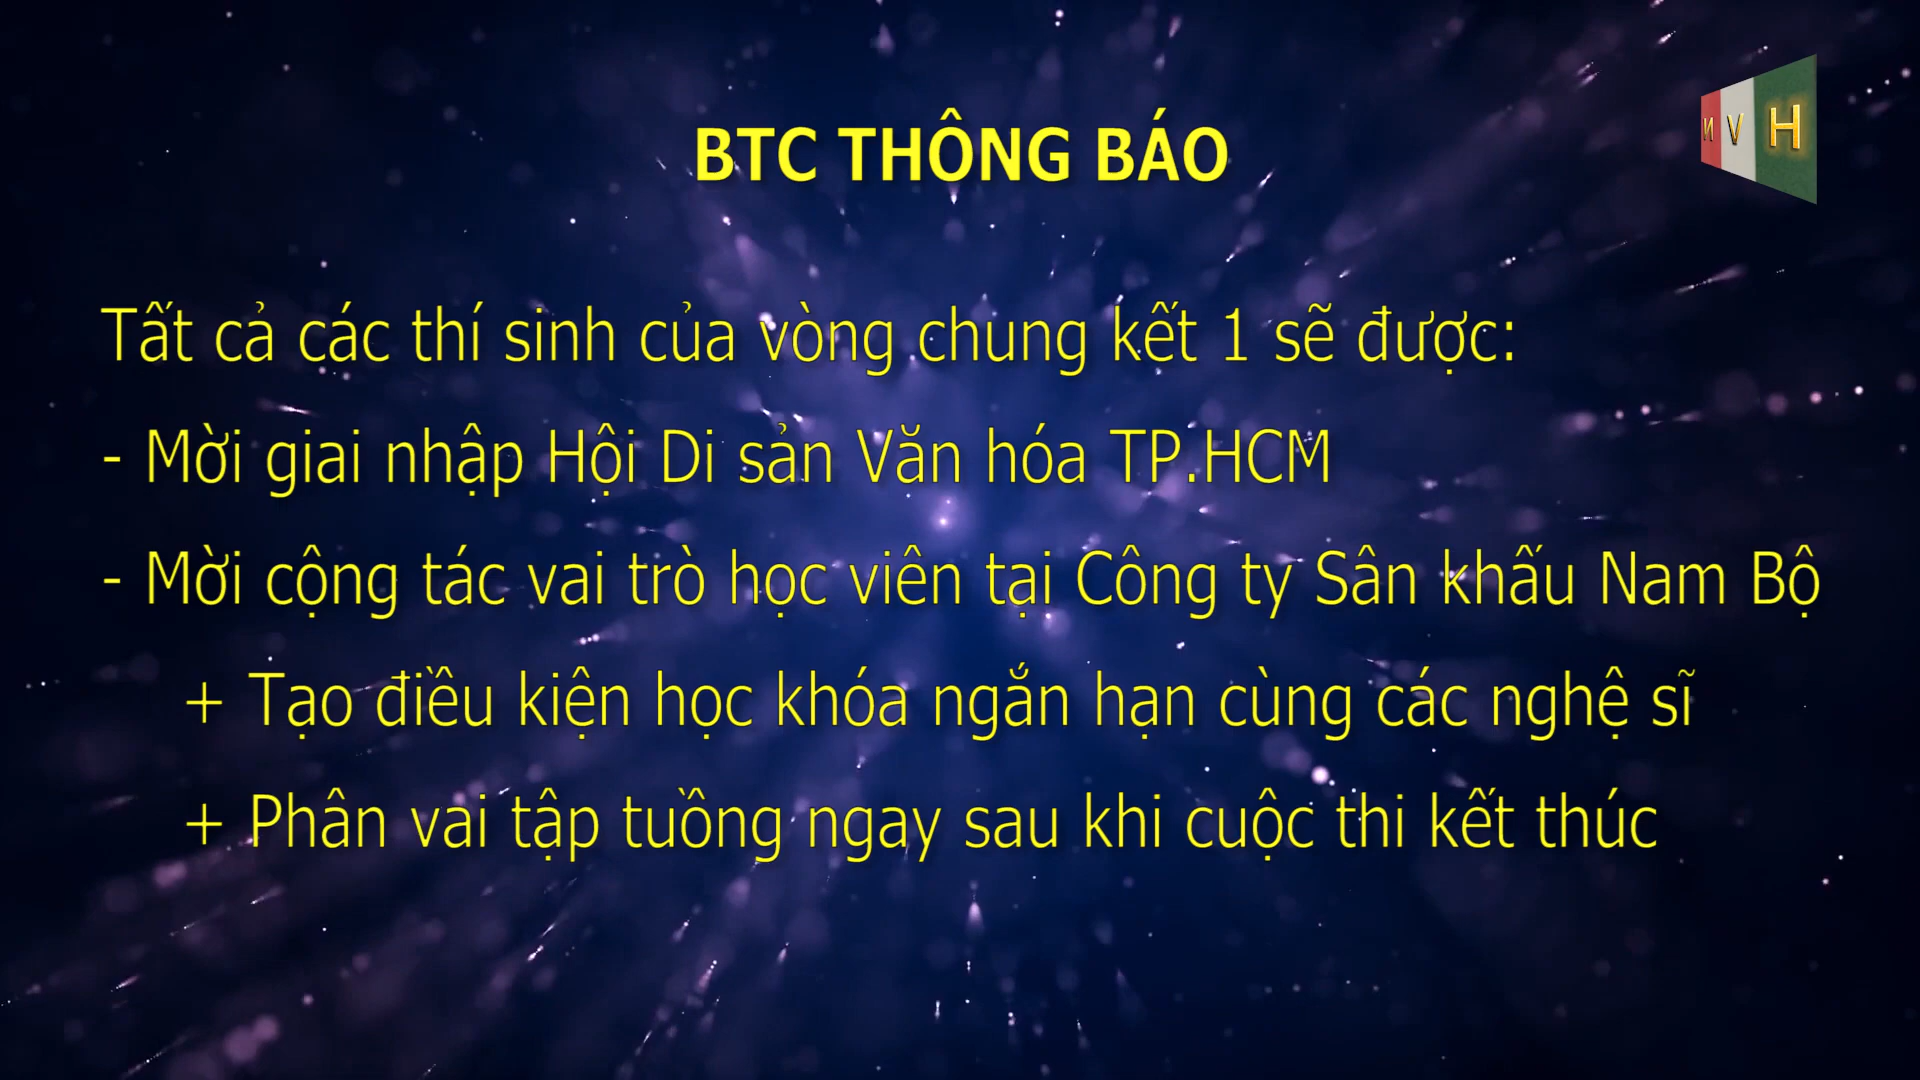 BTC THÔNG BÁO
NVH
Tất cả các thí sinh của vòng chung kết 1 sẽ được:
- Mời giai nhập Hội Di sản Văn hóa TP.HCM
- Mời cộng tác vai trò học viên tại Công ty Sân khấu Nam Bộ
+ Tạo điều kiện học khóa ngắn hạn cùng các nghệ sĩ
+ Phân vai tập tuồng ngay sau khi cuộc thi kết thúc